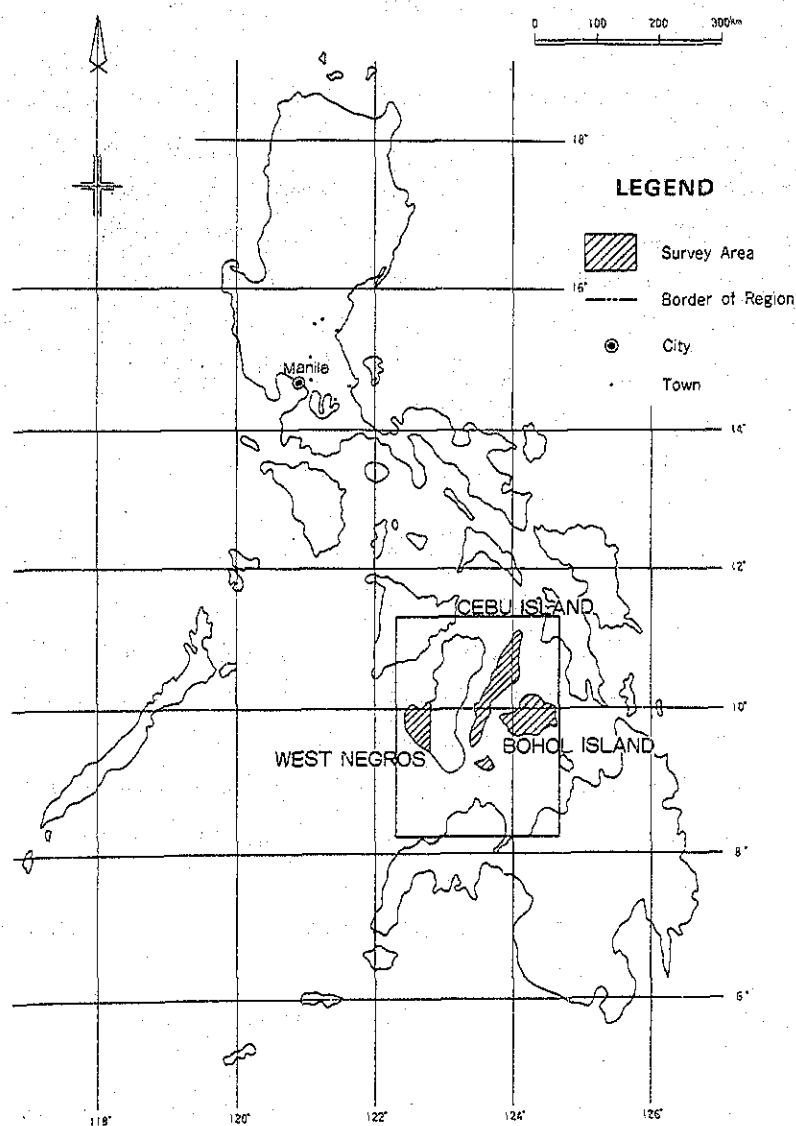 0 100 200 300km
18°
LEGEND
Survey Area
16°
Border of Region
City
Manila
Town
14°
12°
CEBU ISLAND
10°
WEST NEGROS
BOHOL ISLAND
8°
6°
118° 120° 122° 124° 126°